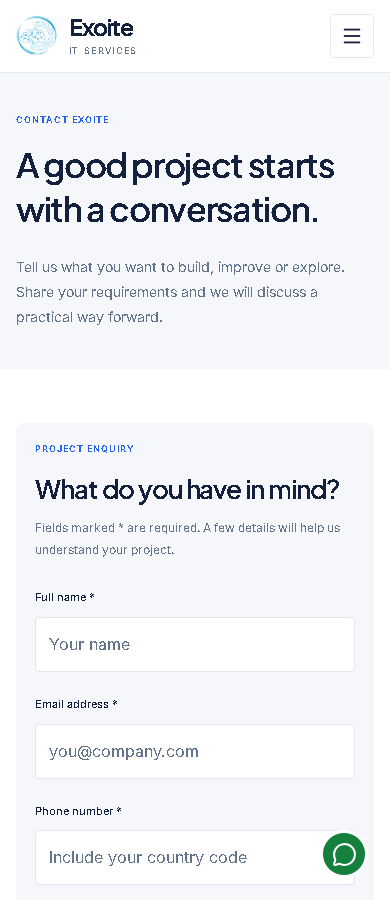 Exoite
IT SERVICES
CONTACT EXOITE
A good project starts
with a conversation.
Tell us what you want to build, improve or explore.
Share your requirements and we will discuss a
practical way forward.
PROJECT ENQUIRY
What do you have in mind?
Fields marked * are required. A few details will help us
understand your project.
Full name *
Your name
Email address *
you@company.com
Phone number *
Include your country code